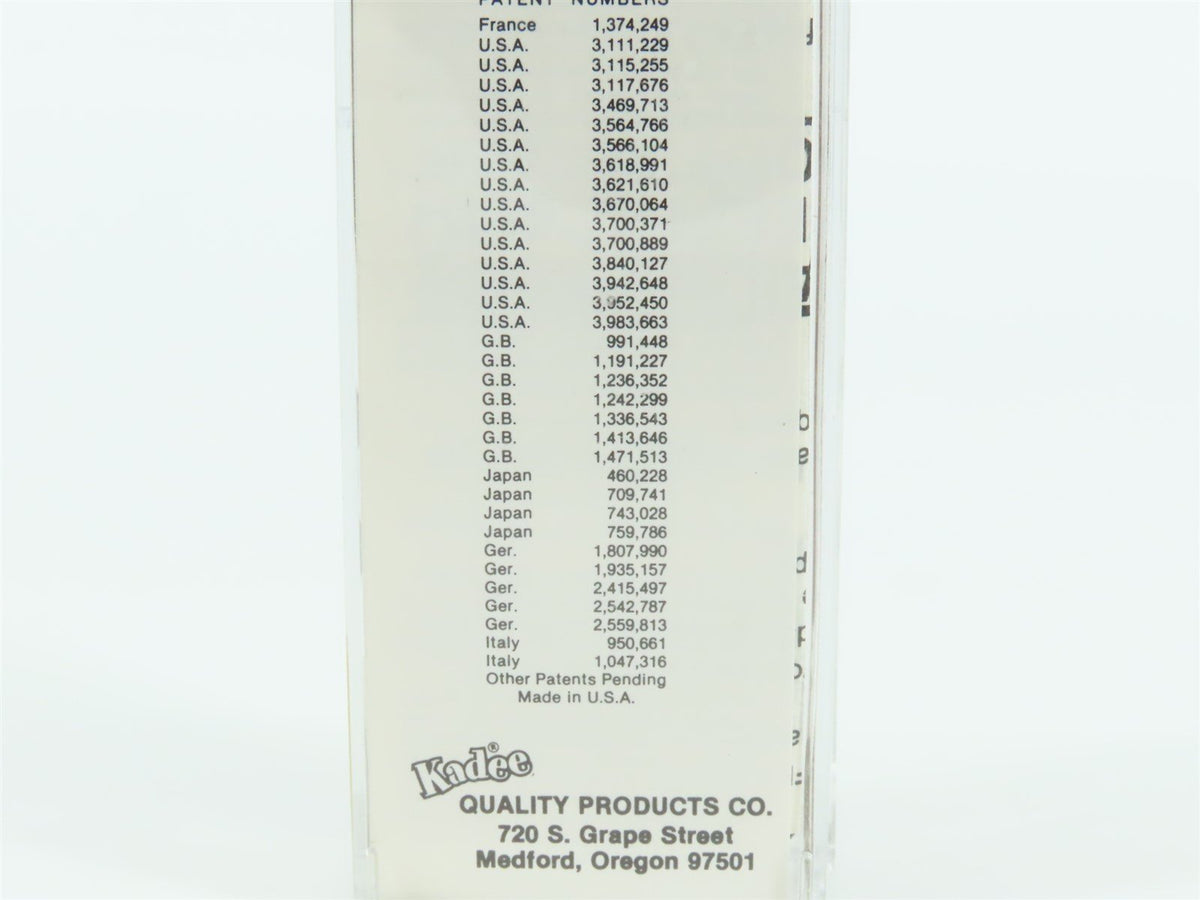 PATENT NUMBERS
France 1,374,249
U.S.A. 3,111,229
U.S.A. 3,115,255
U.S.A. 3,117,676
U.S.A. 3,469,713
U.S.A. 3,564,766
U.S.A. 3,566,104
U.S.A. 3,618,991
U.S.A. 3,621,610
U.S.A. 3,670,064
U.S.A. 3,700,371
U.S.A. 3,700,889
U.S.A. 3,840,127
U.S.A. 3,942,648
U.S.A. 3,952,450
U.S.A. 3,983,663
G.B. 991,448
G.B. 1,191,227
G.B. 1,236,352
G.B. 1,242,299
G.B. 1,336,543
G.B. 1,413,646
G.B. 1,471,513
Japan 460,228
Japan 709,741
Japan 743,028
Japan 759,786
Ger. 1,807,990
Ger. 1,935,157
Ger. 2,415,497
Ger. 2,542,787
Ger. 2,559,813
Italy 950,661
Italy 1,047,316
Other Patents Pending
Made in U.S.A.
Kadee®
QUALITY PRODUCTS CO.
720 S. Grape Street
Medford, Oregon 97501